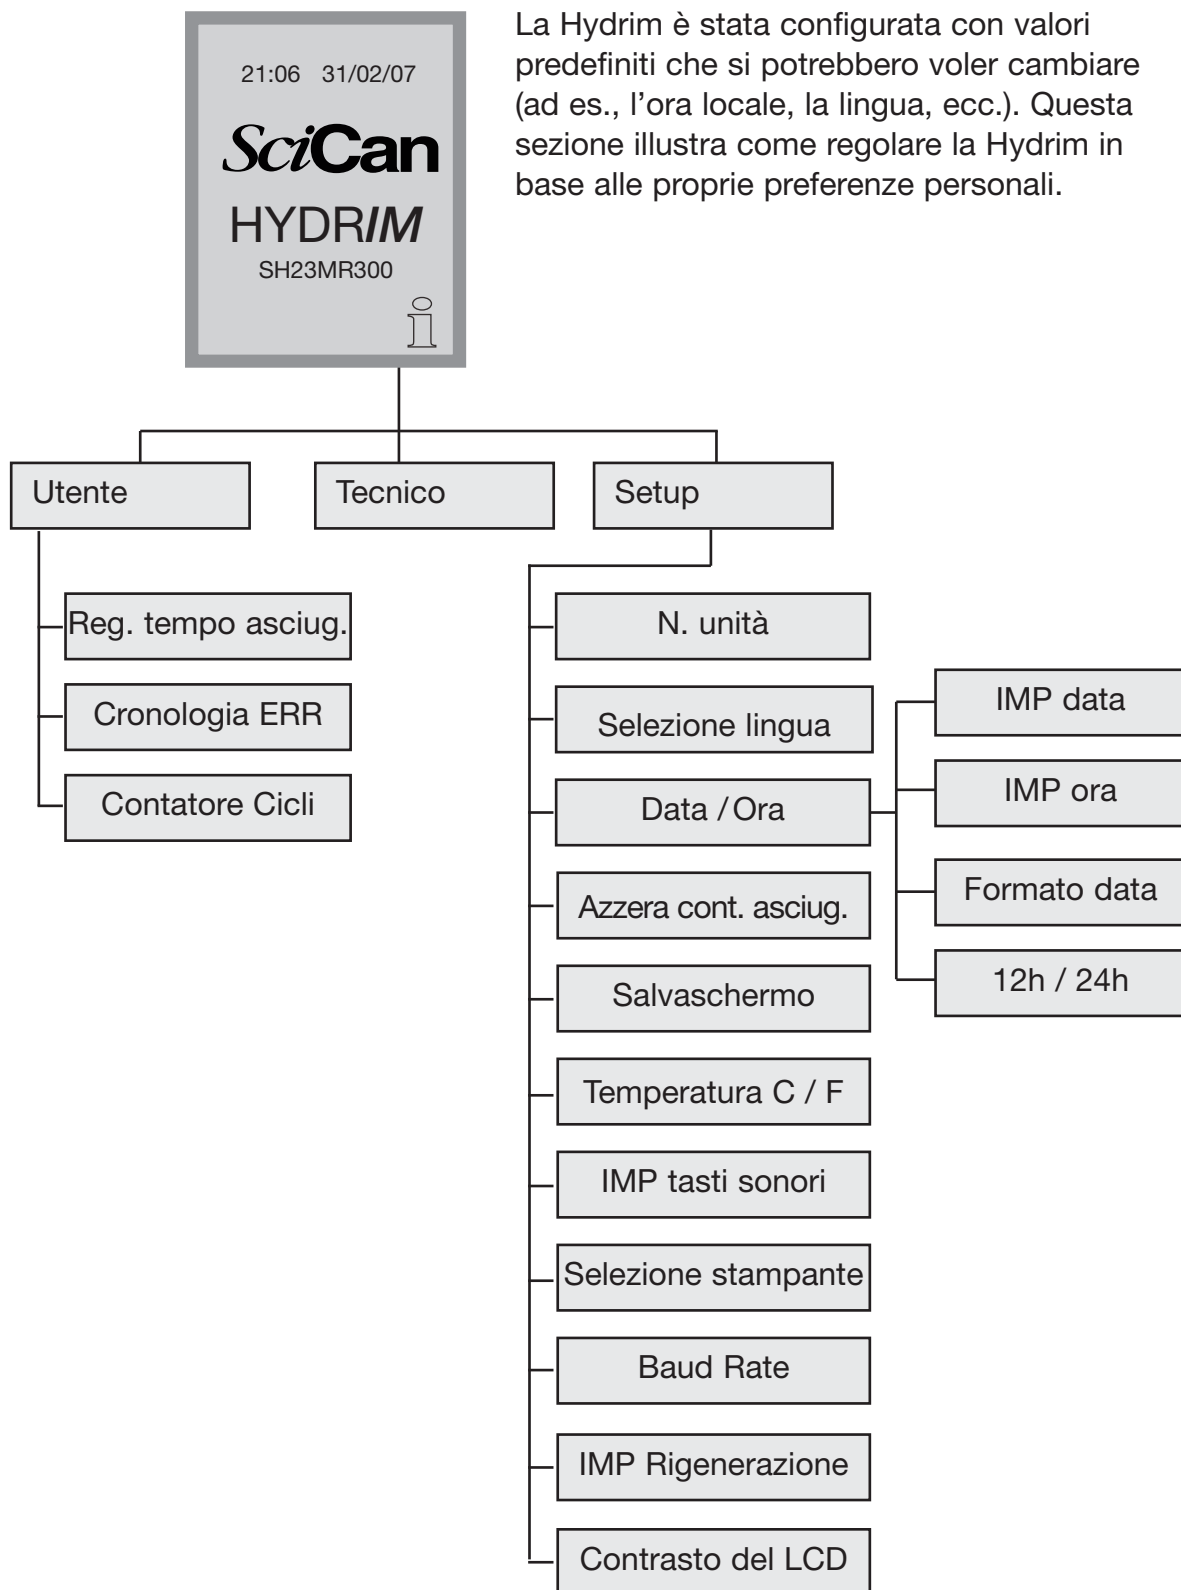 21:06 31/02/07
SciCan
HYDRIM
SH23MR300
i
La Hydrim è stata configurata con valori
predefiniti che si potrebbero voler cambiare
(ad es., l’ora locale, la lingua, ecc.). Questa
sezione illustra come regolare la Hydrim in
base alle proprie preferenze personali.
Utente
Tecnico
Setup
Reg. tempo asciug.
Cronologia ERR
Contatore Cicli
N. unità
Selezione lingua
Data / Ora
Azzera cont. asciug.
Salvaschermo
Temperatura C / F
IMP tasti sonori
Selezione stampante
Baud Rate
IMP Rigenerazione
Contrasto del LCD
IMP data
IMP ora
Formato data
12h / 24h